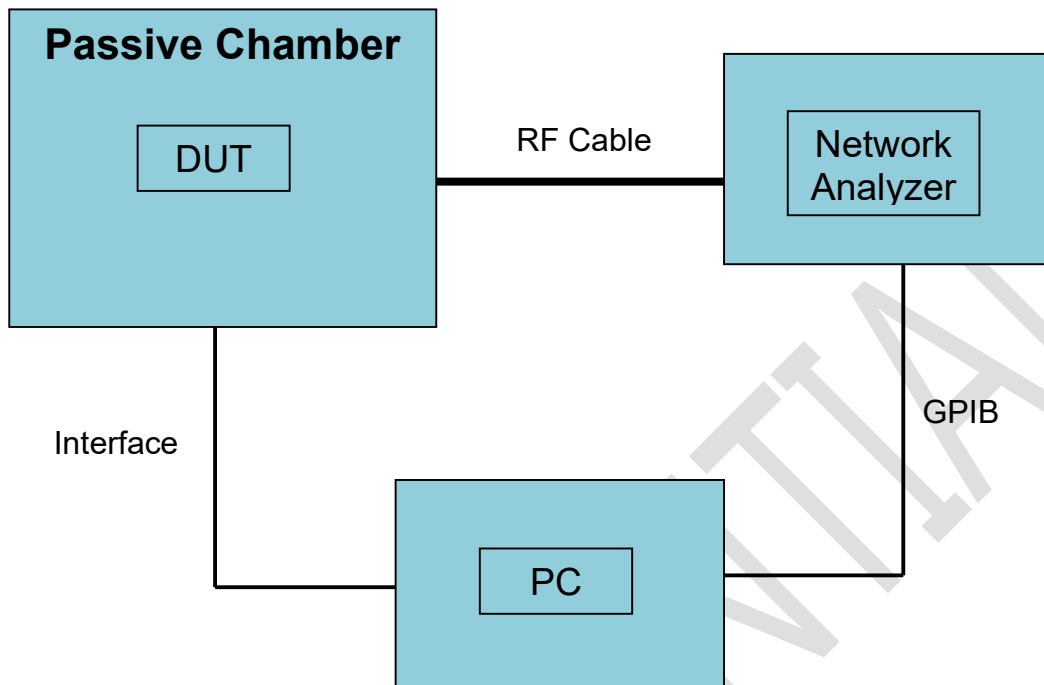 Passive Chamber
DUT
RF Cable
Network
Analyzer
Interface
GPIB
PC